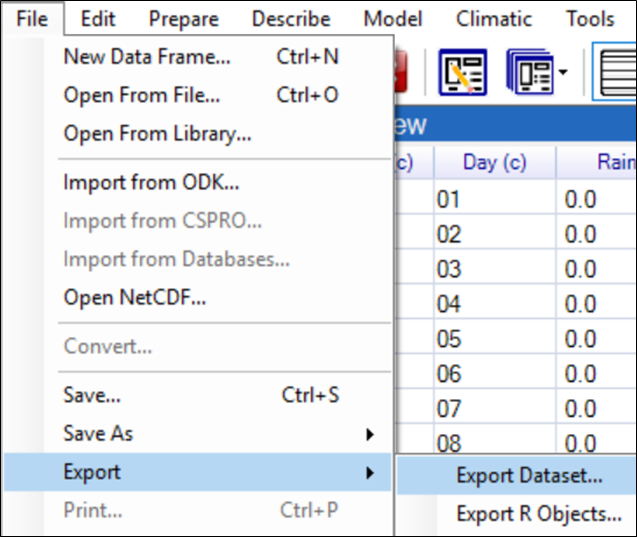 File Export Prepare Describe Model Climatic Tools
New Data Frame... Ctrl+N
Open From File... Ctrl+O
Open From Library...
ew
(c) Day (c) Rain
Import from ODK...
01 0.0
Import from CSPRO...
02 0.0
Import from Databases...
03 0.0
Open NetCDF...
04 0.0
Convert...
05 0.0
06 0.0
Save... Ctrl+S
07 0.0
Save As
08 0.0
Export
Export Dataset...
Print... Ctrl+P
Export R Objects...